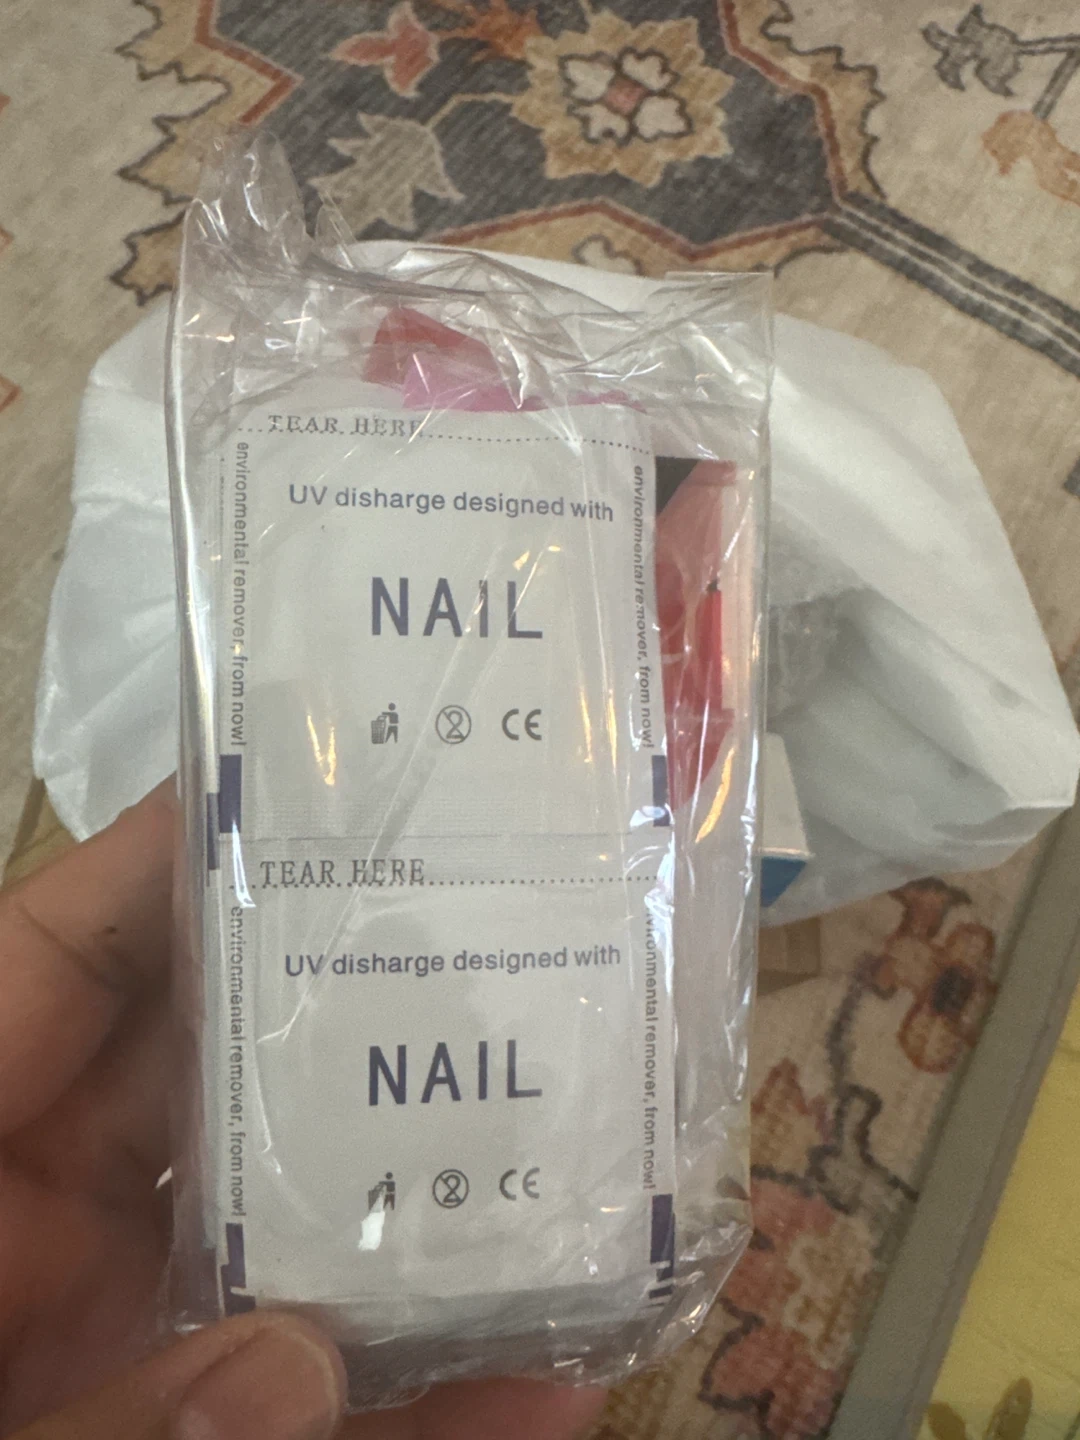 TEAR HERE
UV disharge designed with
NAIL
CE
environmental remover, from now!
environmental remover, from now!
TEAR HERE
UV disharge designed with
NAIL
CE
environmental remover, from now!
environmental remover, from now!